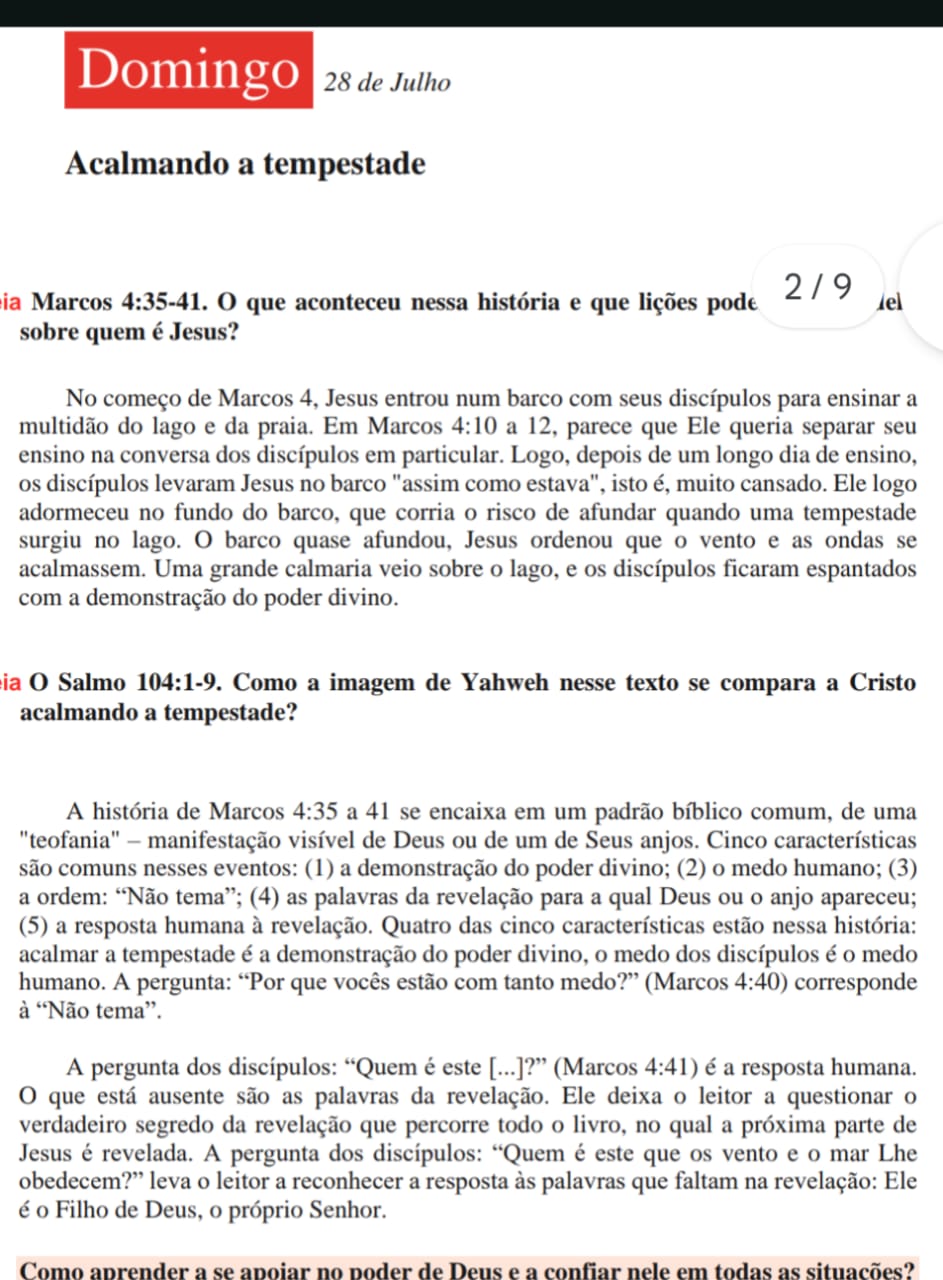 Domingo 28 de Julho
Acalmando a tempestade
2 / 9
ia Marcos 4:35-41. O que aconteceu nessa história e que lições pode
sobre quem é Jesus?
No começo de Marcos 4, Jesus entrou num barco com seus discípulos para ensinar a
multidão do lago e da praia. Em Marcos 4:10 a 12, parece que Ele queria separar seu
ensino na conversa dos discípulos em particular. Logo, depois de um longo dia de ensino,
os discípulos levaram Jesus no barco "assim como estava", isto é, muito cansado. Ele logo
adormeceu no fundo do barco, que corria o risco de afundar quando uma tempestade
surgiu no lago. O barco quase afundou, Jesus ordenou que o vento e as ondas se
acalmassem. Uma grande calmaria veio sobre o lago, e os discípulos ficaram espantados
com a demonstração do poder divino.
ia O Salmo 104:1-9. Como a imagem de Yahweh nesse texto se compara a Cristo
acalmando a tempestade?
A história de Marcos 4:35 a 41 se encaixa em um padrão bíblico comum, de uma
"teofania" – manifestação visível de Deus ou de um de Seus anjos. Cinco características
são comuns nesses eventos: (1) a demonstração do poder divino; (2) o medo humano; (3)
a ordem: “Não tema”; (4) as palavras da revelação para a qual Deus ou o anjo apareceu;
(5) a resposta humana à revelação. Quatro das cinco características estão nessa história:
acalmar a tempestade é a demonstração do poder divino, o medo dos discípulos é o medo
humano. A pergunta: “Por que vocês estão com tanto medo?” (Marcos 4:40) corresponde
à “Não tema”.
A pergunta dos discípulos: “Quem é este [...]?” (Marcos 4:41) é a resposta humana.
O que está ausente são as palavras da revelação. Ele deixa o leitor a questionar o
verdadeiro segredo da revelação que percorre todo o livro, no qual a próxima parte de
Jesus é revelada. A pergunta dos discípulos: “Quem é este que os vento e o mar Lhe
obedecem?” leva o leitor a reconhecer a resposta às palavras que faltam na revelação: Ele
é o Filho de Deus, o próprio Senhor.
Como aprender a se apoiar no poder de Deus e a confiar nele em todas as situações?